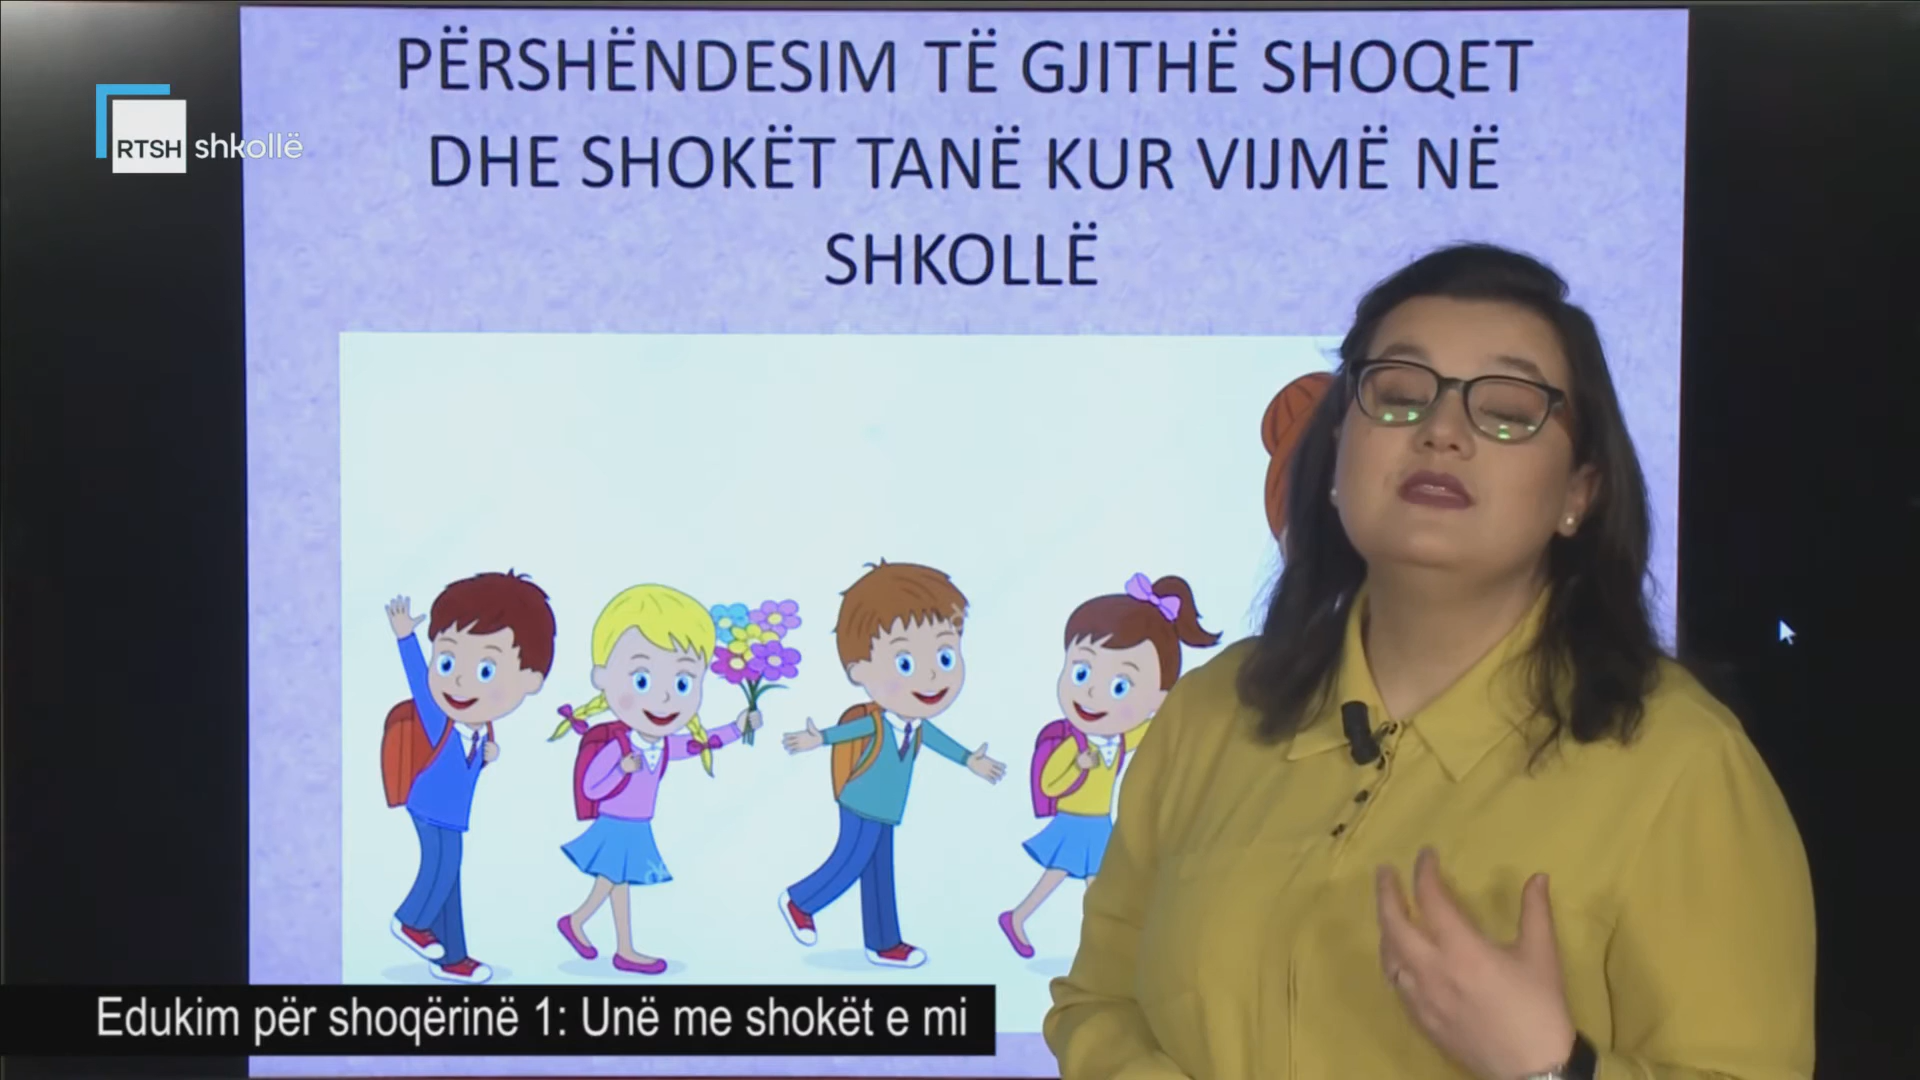 PËRSHËNDESIM TË GJITHË SHOQET
DHE SHOKËT TANË KUR VIJMË NË
SHKOLLË
RTSH shkollë
Edukim për shoqërinë 1: Unë me shokët e mi